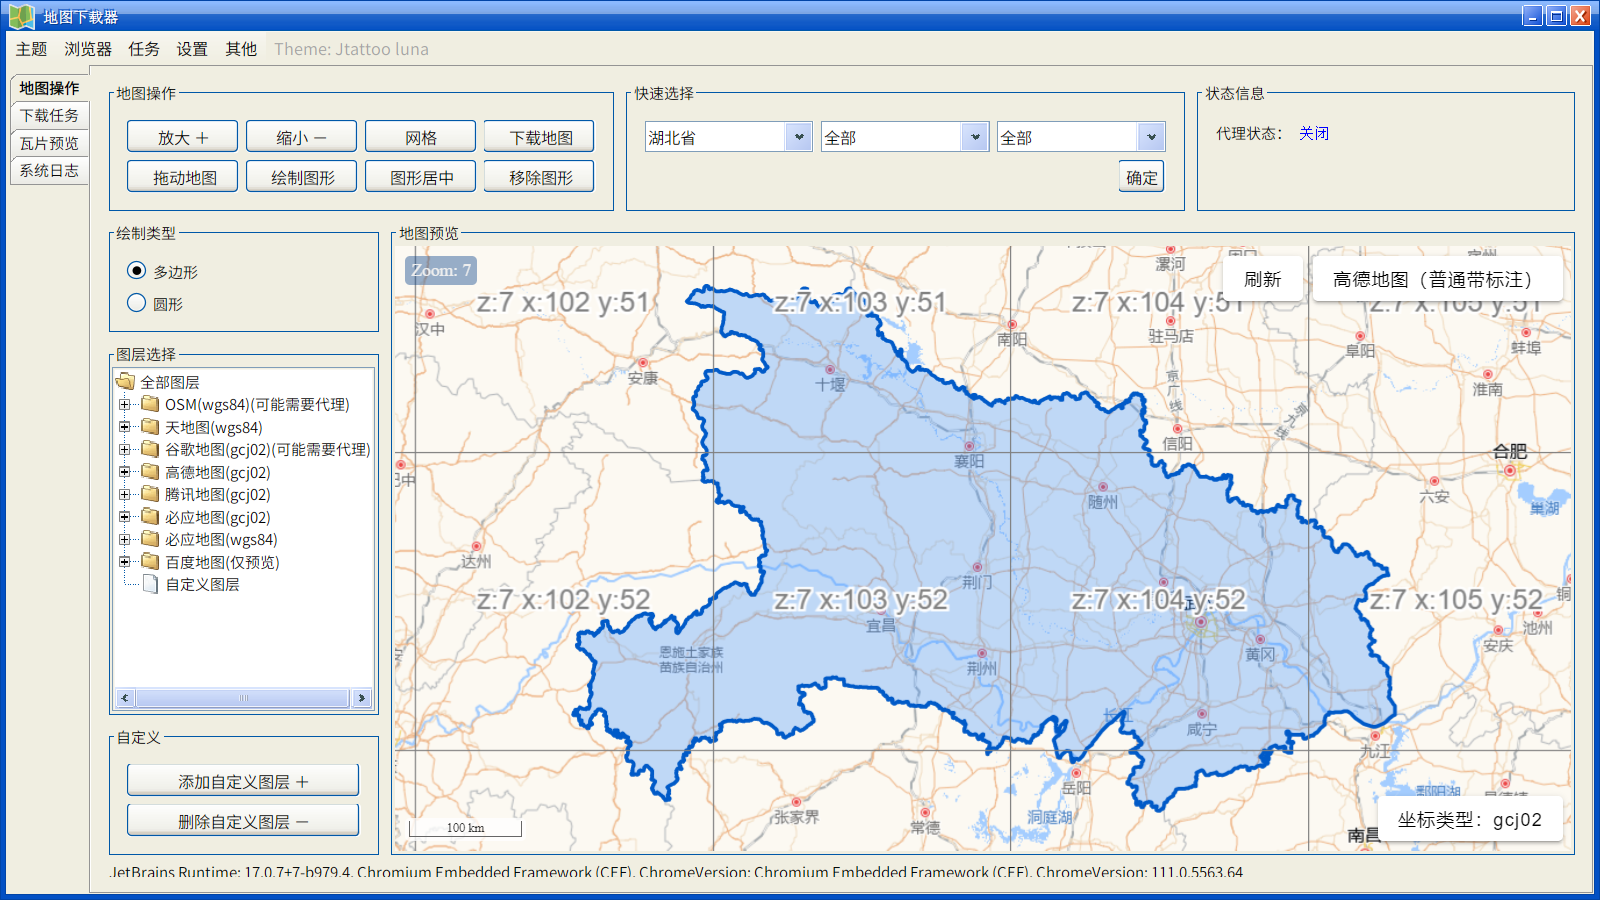 地图下载器
主题 浏览器 任务 设置 其他 Theme: Jtattoo luna
地图操作
下载任务
瓦片预览
系统日志
地图操作
放大 ＋ 缩小 － 网格 下载地图
拖动地图 绘制图形 图形居中 移除图形
快速选择
湖北省 全部 全部
确定
状态信息
代理状态： 关闭
绘制类型
多边形
圆形
图层选择
全部图层
OSM(wgs84)(可能需要代理)
天地图(wgs84)
谷歌地图(gcj02)(可能需要代理)
高德地图(gcj02)
腾讯地图(gcj02)
必应地图(gcj02)
必应地图(wgs84)
百度地图(仅预览)
自定义图层
自定义
添加自定义图层 ＋
删除自定义图层 －
地图预览
Zoom: 7
刷新
高德地图（普通带标注）
z:7 x:102 y:51
z:7 x:103 y:51
z:7 x:104 y:51
z:7 x:105 y:51
漯河
汉中
南阳
驻马店
阜阳
蚌埠
安康
十堰
淮南
京广线
京九线
信阳
襄阳
合肥
巴中
六安
随州
巢湖
达州
荆门
z:7 x:102 y:52
z:7 x:103 y:52
z:7 x:104 y:52
z:7 x:105 y:52
武
铜
宜昌
池州
安庆
恩施土家族
苗族自治州
荆州
黄冈
长江
咸宁
九江
岳阳
鄱阳湖
张家界
常德
洞庭湖
南昌
100 km
坐标类型：gcj02
JetBrains Runtime: 17.0.7+7-b979.4, Chromium Embedded Framework (CEF), ChromeVersion: Chromium Embedded Framework (CEF), ChromeVersion: 111.0.5563.64